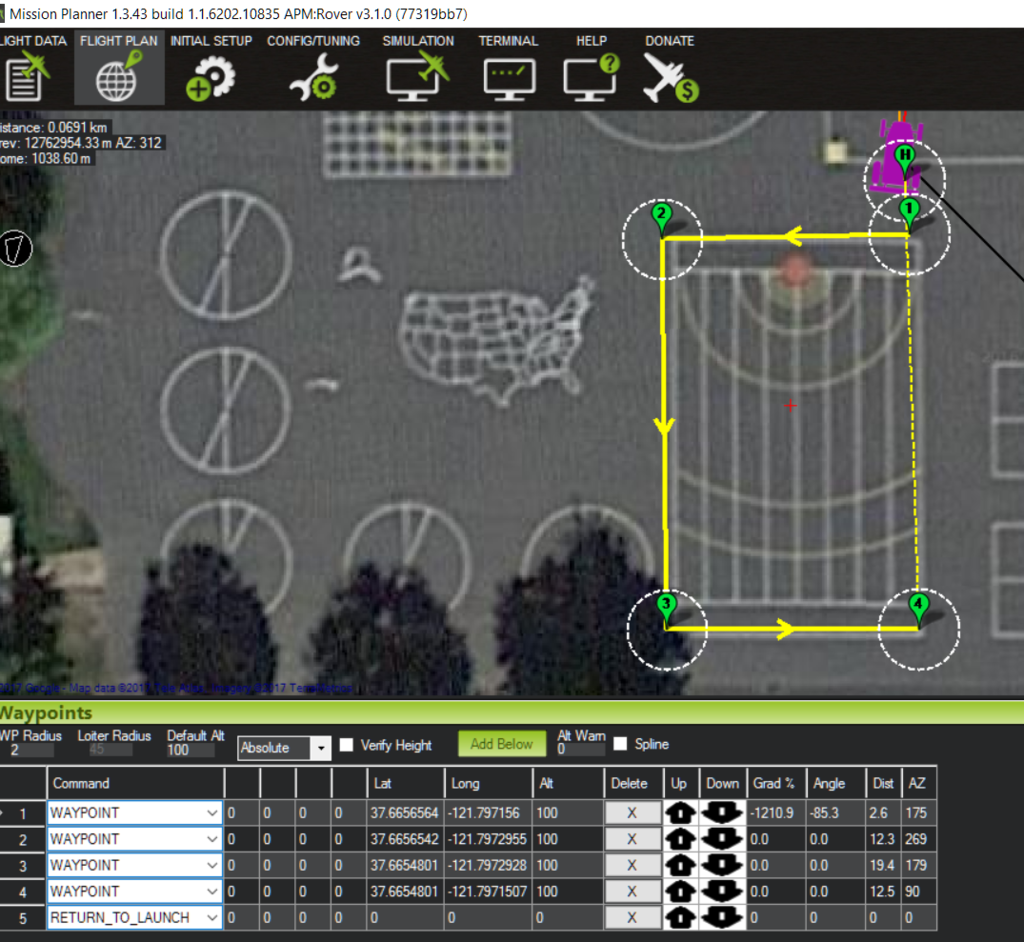 Mission Planner 1.3.43 build 1.1.6202.10835 APM:Rover v3.1.0 (77319bb7)
LIGHT DATA FLIGHT PLAN INITIAL SETUP CONFIG/TUNING SIMULATION TERMINAL HELP DONATE
istance: 0.0691 km
rev: 12762954.33 m AZ: 312
ome: 1038.60 m
H
1
2
3
4
Google - Map data ©201
Waypoints
WP Radius Loiter Radius Default Alt Alt Warn
2 45 100 Absolute Verify Height Add Below 0 Spline
Command Lat Long Alt Delete Up Down Grad % Angle Dist AZ
1 WAYPOINT 0 0 0 0 37.6656564 -121.797156 100 X -1210.9 -85.3 2.6 175
2 WAYPOINT 0 0 0 0 37.6656542 -121.7972955 100 X 0.0 0.0 12.3 269
3 WAYPOINT 0 0 0 0 37.6654801 -121.7972928 100 X 0.0 0.0 19.4 179
4 WAYPOINT 0 0 0 0 37.6654801 -121.7971507 100 X 0.0 0.0 12.5 90
5 RETURN_TO_LAUNCH 0 0 0 0 0 0 0 X 0 0 0 0